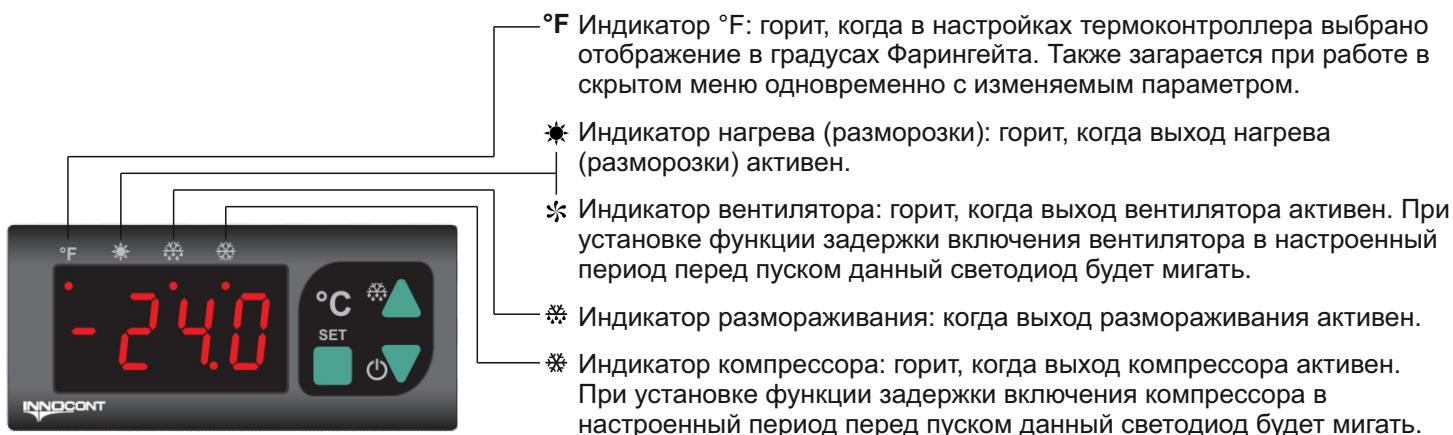 °F Индикатор °F: горит, когда в настройках термоконтроллера выбрано
отображение в градусах Фарингейта. Также загарается при работе в
скрытом меню одновременно с изменяемым параметром.
Индикатор нагрева (разморозки): горит, когда выход нагрева
(разморозки) активен.
Индикатор вентилятора: горит, когда выход вентилятора активен. При
установке функции задержки включения вентилятора в настроенный
период перед пуском данный светодиод будет мигать.
Индикатор размораживания: когда выход размораживания активен.
Индикатор компрессора: горит, когда выход компрессора активен.
При установке функции задержки включения компрессора в
настроенный период перед пуском данный светодиод будет мигать.
°F
-24.0
°C
SET
INNOCONT